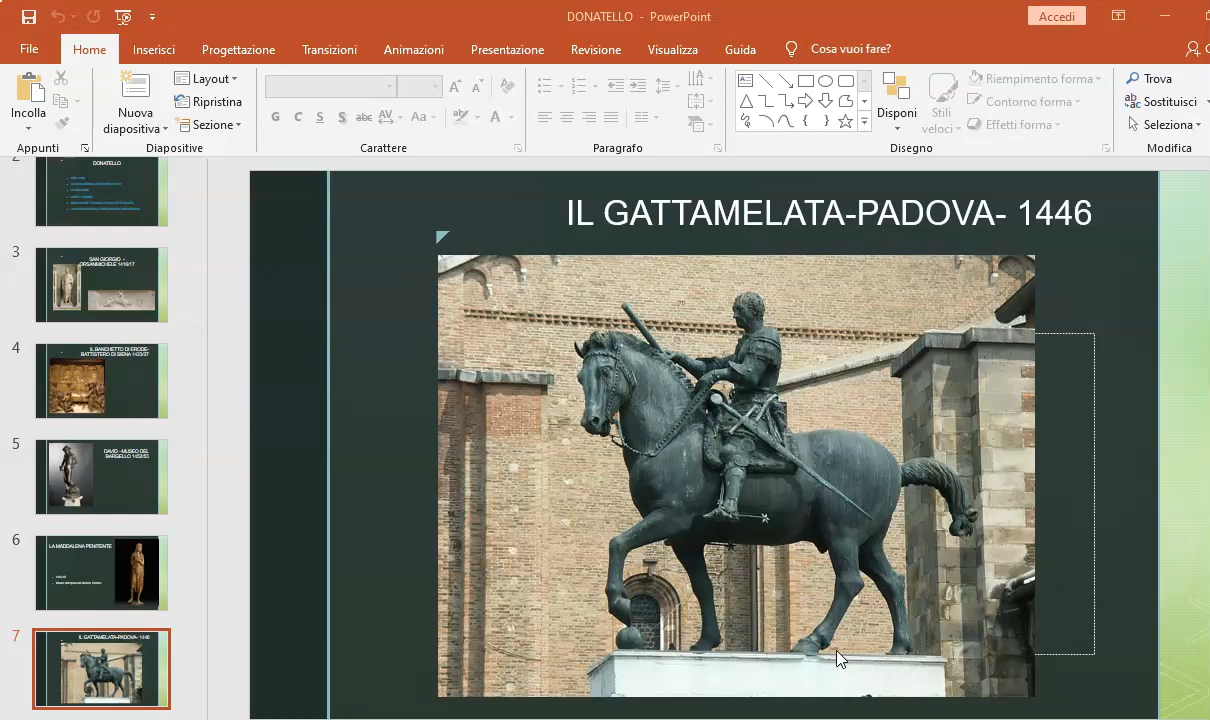 DONATELLO - PowerPoint
Accedi
File Home Inserisci Progettazione Transizioni Animazioni Presentazione Revisione Visualizza Guida Cosa vuoi fare?
Incolla
Nuova
diapositiva
Layout
Ripristina
Sezione
G C S S abc AV Aa A
Disponi
Stili
veloci
Riempimento forma
Contorno forma
Effetti forma
Trova
Sostituisci
Seleziona
Appunti Diapositive Carattere Paragrafo Disegno Modifica
2
DONATELLO
3
SAN GIORGIO -
ORSANMICHELE 1416/17
4
IL BANCHETTO DI ERODE-
BATTISTERO DI SIENA 1423/27
5
DAVID -MUSEO DEL
BARGELLO 1452/53
6
LA MADDALENA PENITENTE
7
IL GATTAMELATA-PADOVA- 1446
IL GATTAMELATA-PADOVA- 1446